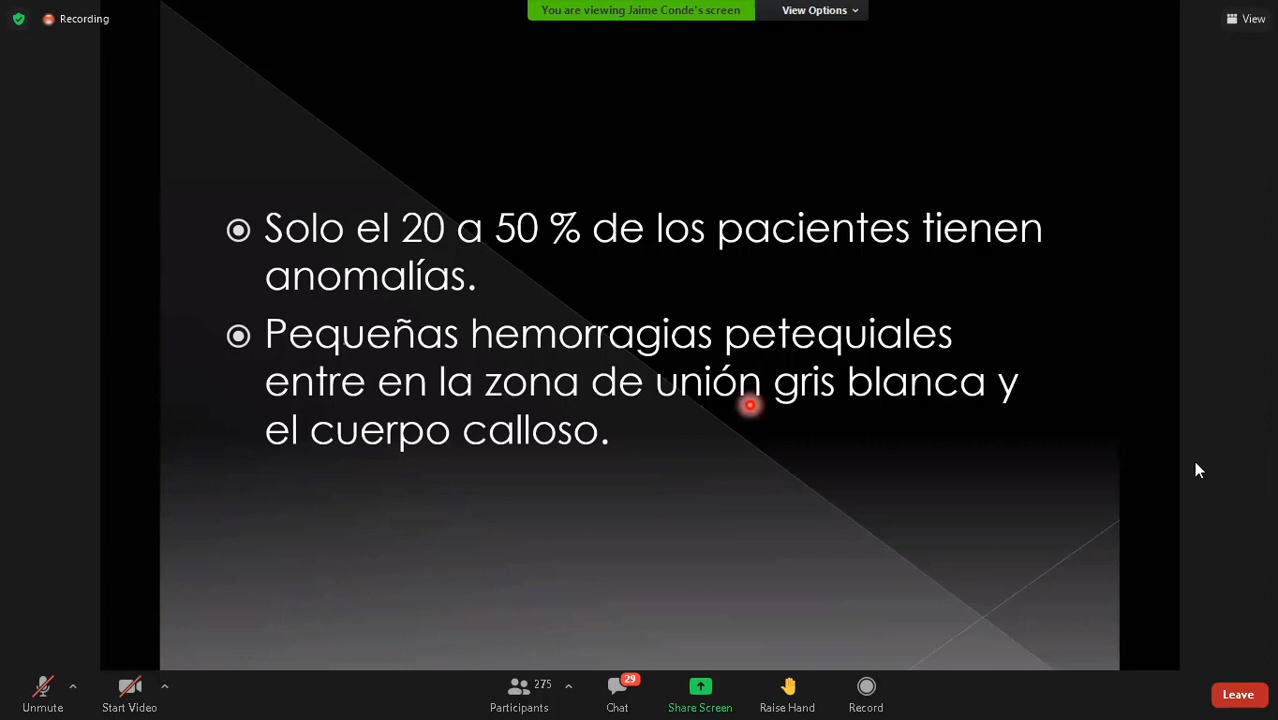 Recording
You are viewing Jaime Conde's screen
View Options
View
Solo el 20 a 50 % de los pacientes tienen
anomalías.
Pequeñas hemorragias petequiales
entre en la zona de unión gris blanca y
el cuerpo calloso.
Unmute
Start Video
275
Participants
29
Chat
Share Screen
Raise Hand
Record
Leave